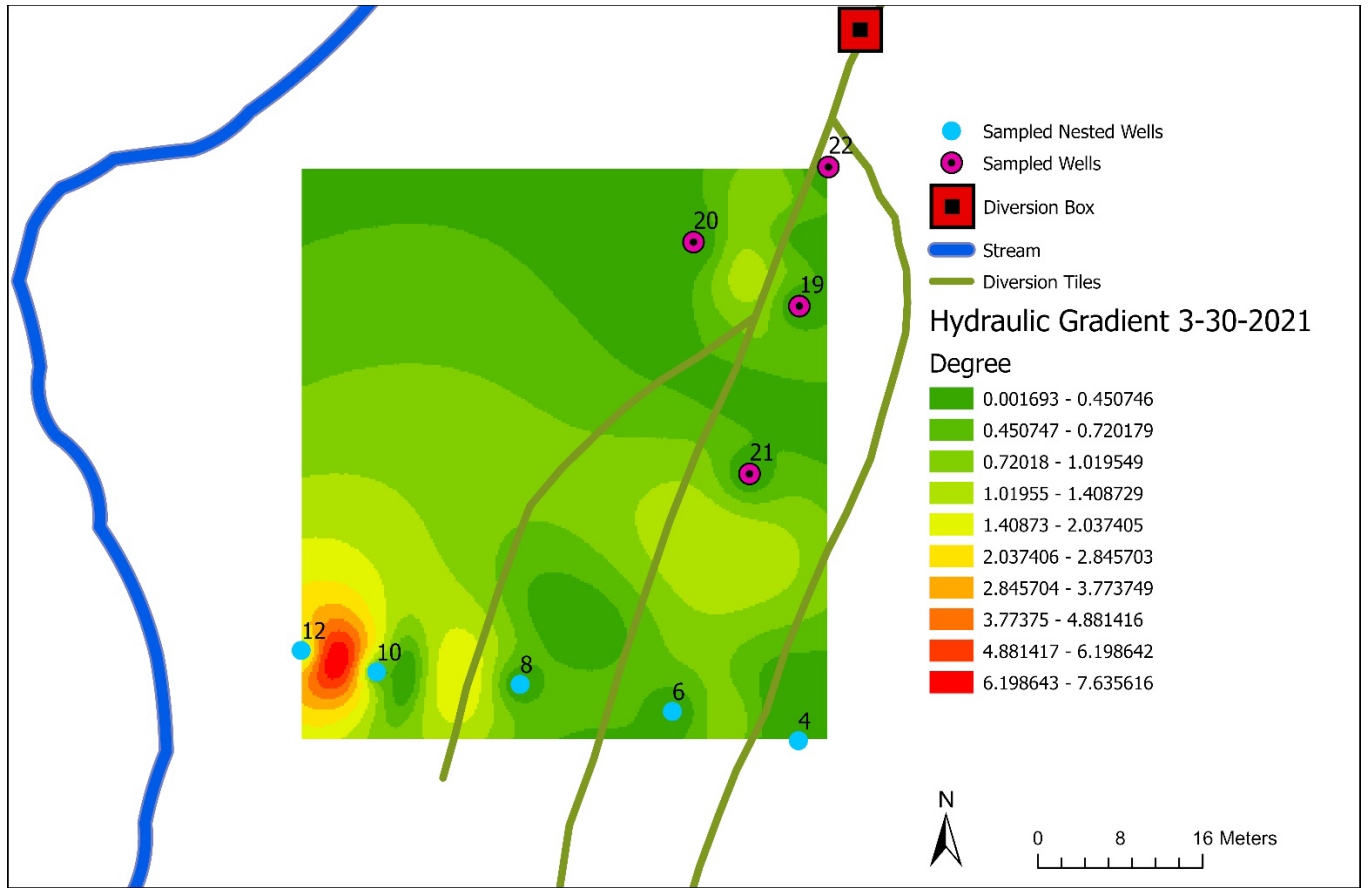 22
20
19
21
12
10
8
6
4
Sampled Nested Wells
Sampled Wells
Diversion Box
Stream
Diversion Tiles
Hydraulic Gradient 3-30-2021
Degree
0.001693 - 0.450746
0.450747 - 0.720179
0.72018 - 1.019549
1.01955 - 1.408729
1.40873 - 2.037405
2.037406 - 2.845703
2.845704 - 3.773749
3.77375 - 4.881416
4.881417 - 6.198642
6.198643 - 7.635616
N
0 8 16 Meters